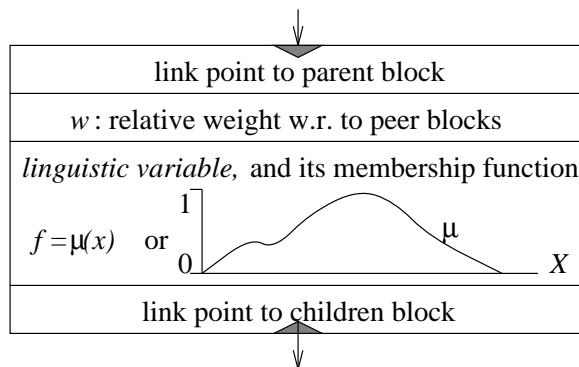 link point to parent block
w : relative weight w.r. to peer blocks
linguistic variable, and its membership function
1
f = μ(x) or
μ
0
X
link point to children block